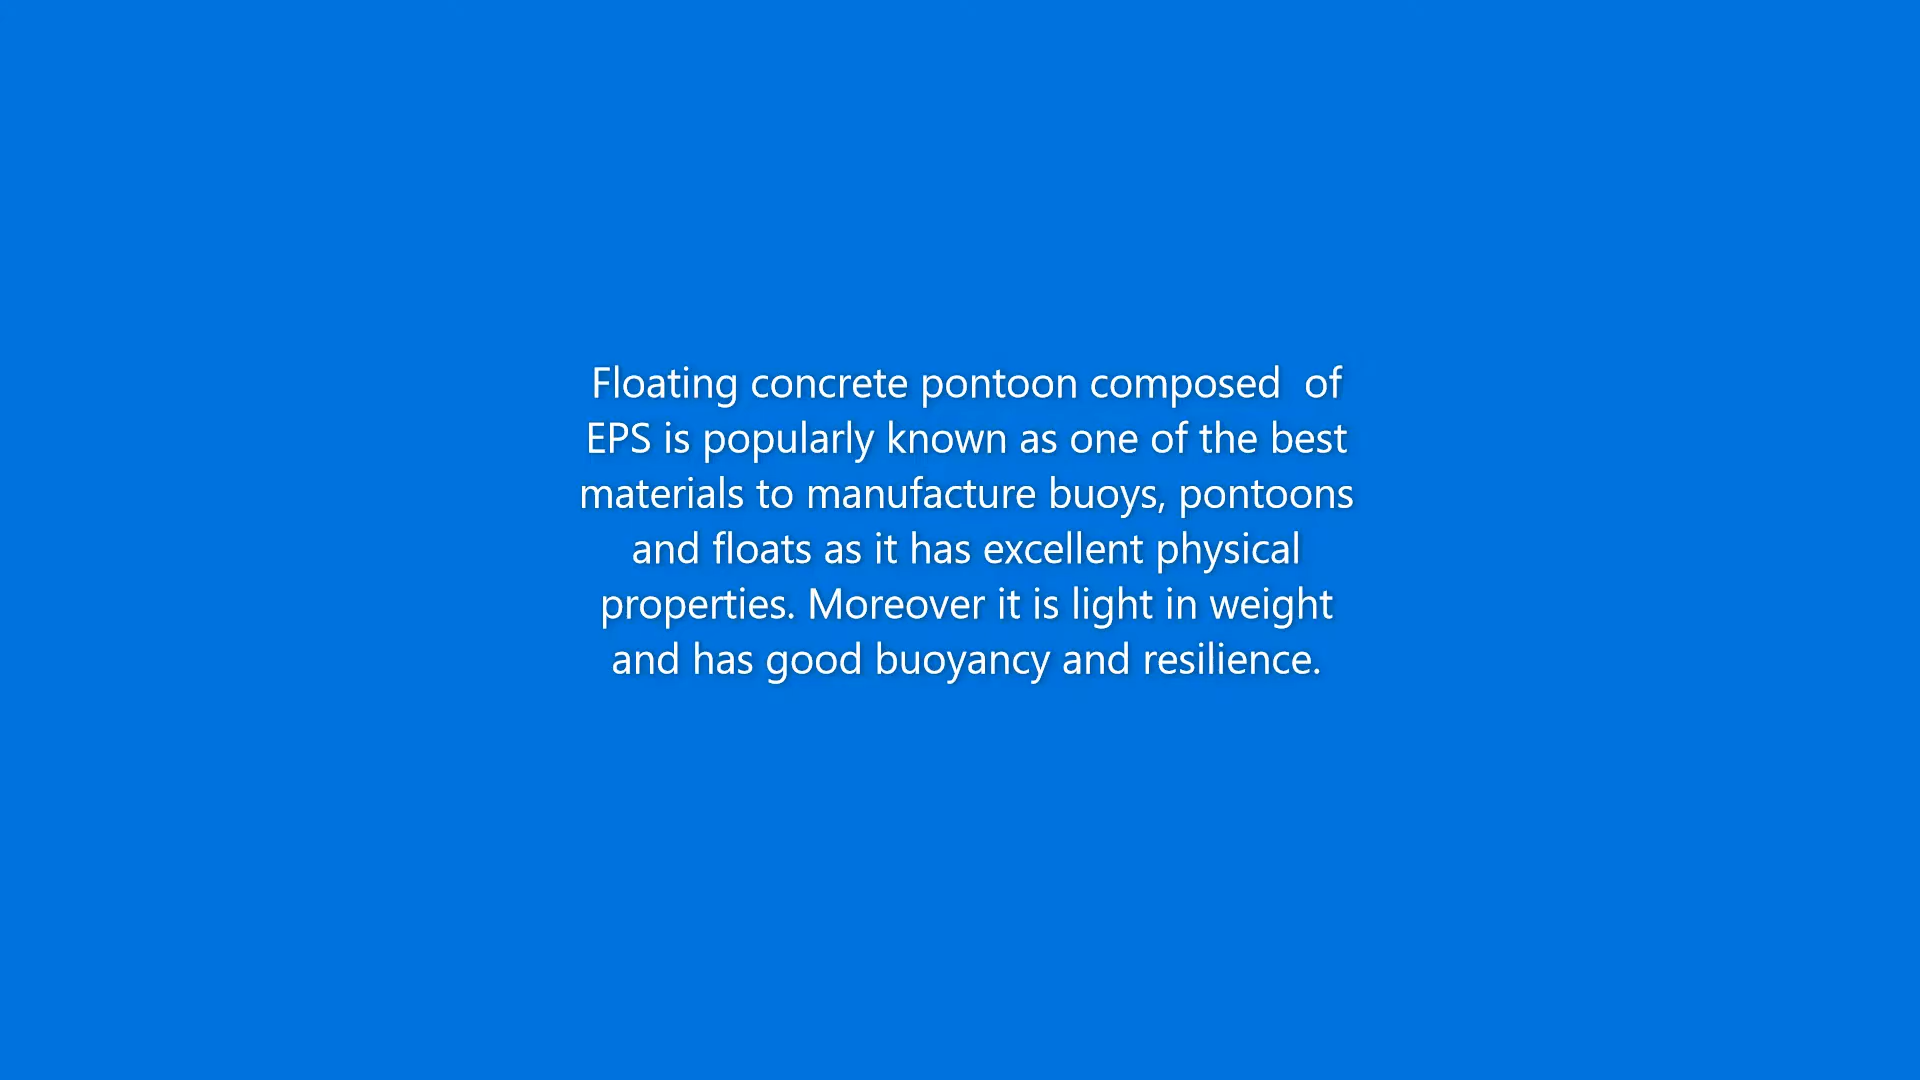 Floating concrete pontoon composed  of
EPS is popularly known as one of the best
materials to manufacture buoys, pontoons
and floats as it has excellent physical
properties. Moreover it is light in weight
and has good buoyancy and resilience.